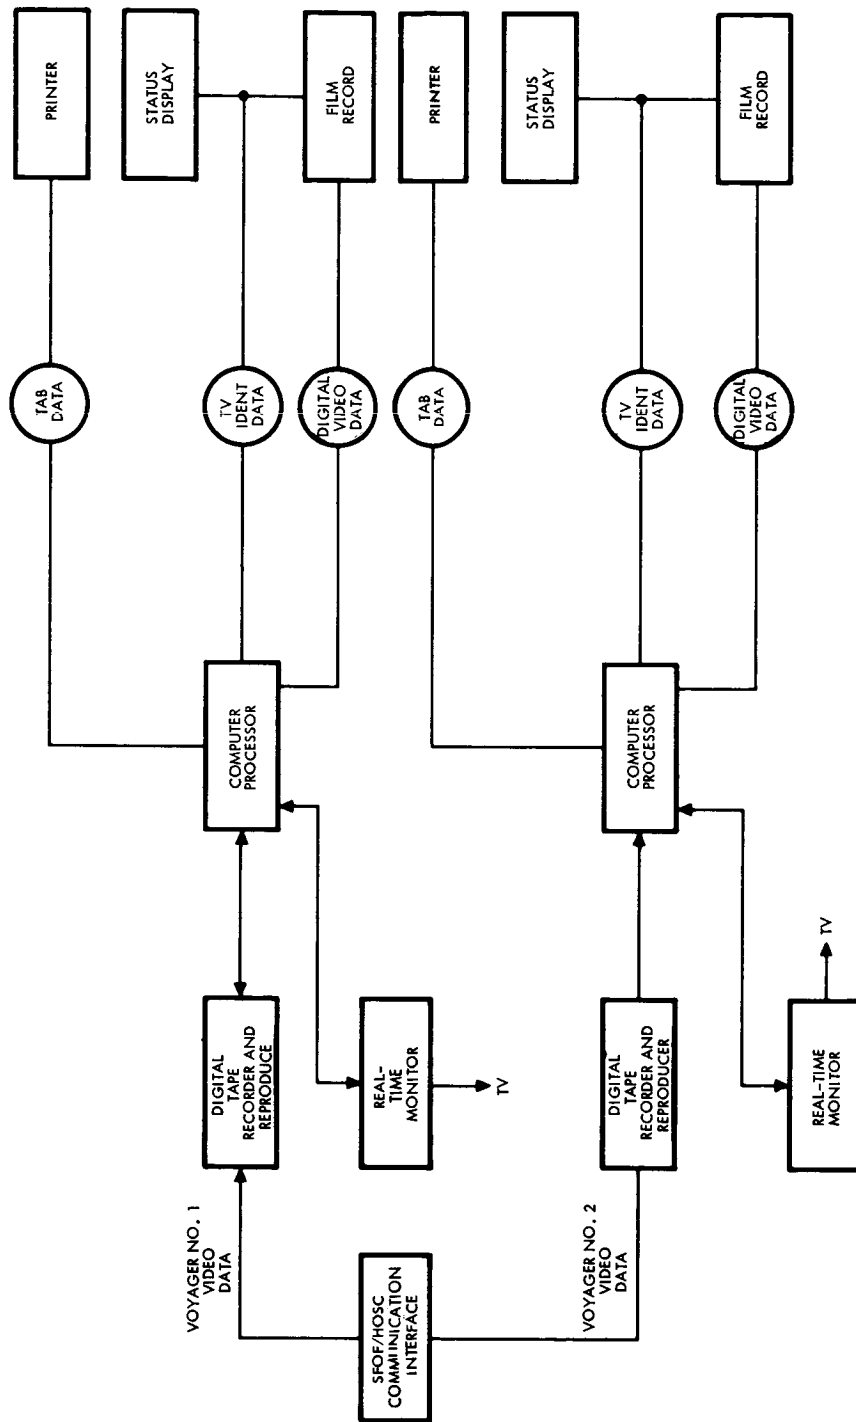 SFOF/HOSC
COMMUNICATION
INTERFACE
VOYAGER NO. 1
VIDEO
DATA
DIGITAL
TAPE
RECORDER AND
REPRODUCE
REAL-
TIME
MONITOR
TV
COMPUTER
PROCESSOR
TAB
DATA
TV
IDENT
DATA
DIGITAL
VIDEO
DATA
PRINTER
STATUS
DISPLAY
FILM
RECORD
VOYAGER NO. 2
VIDEO
DATA
DIGITAL
TAPE
RECORDER AND
REPRODUCER
REAL-TIME
MONITOR
TV
COMPUTER
PROCESSOR
TAB
DATA
TV
IDENT
DATA
DIGITAL
VIDEO
DATA
PRINTER
STATUS
DISPLAY
FILM
RECORD